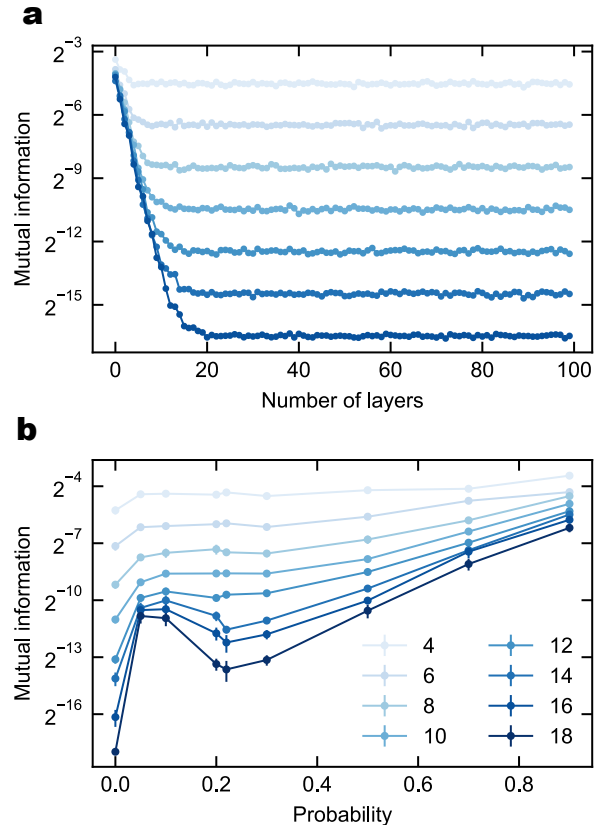 a
2⁻³
2⁻⁶
2⁻⁹
2⁻¹²
2⁻¹⁵
Mutual information
0 20 40 60 80 100
Number of layers
b
2⁻⁴
2⁻⁷
2⁻¹⁰
2⁻¹³
2⁻¹⁶
Mutual information
4 12
6 14
8 16
10 18
0.0 0.2 0.4 0.6 0.8
Probability